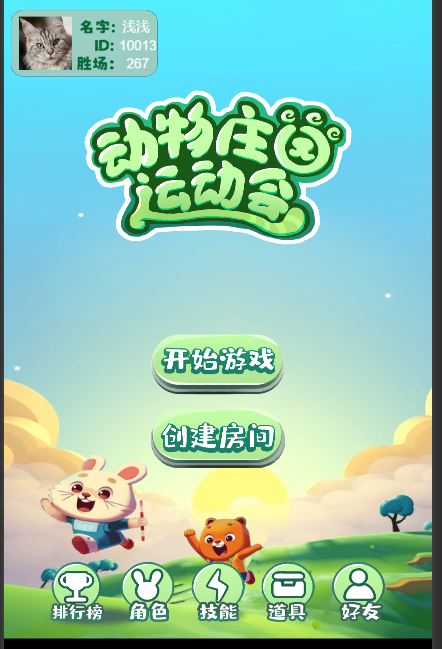 名字: 浅浅
ID: 10013
胜场: 267
动物庄园
运动会
开始游戏
创建房间
排行榜 角色 技能 道具 好友